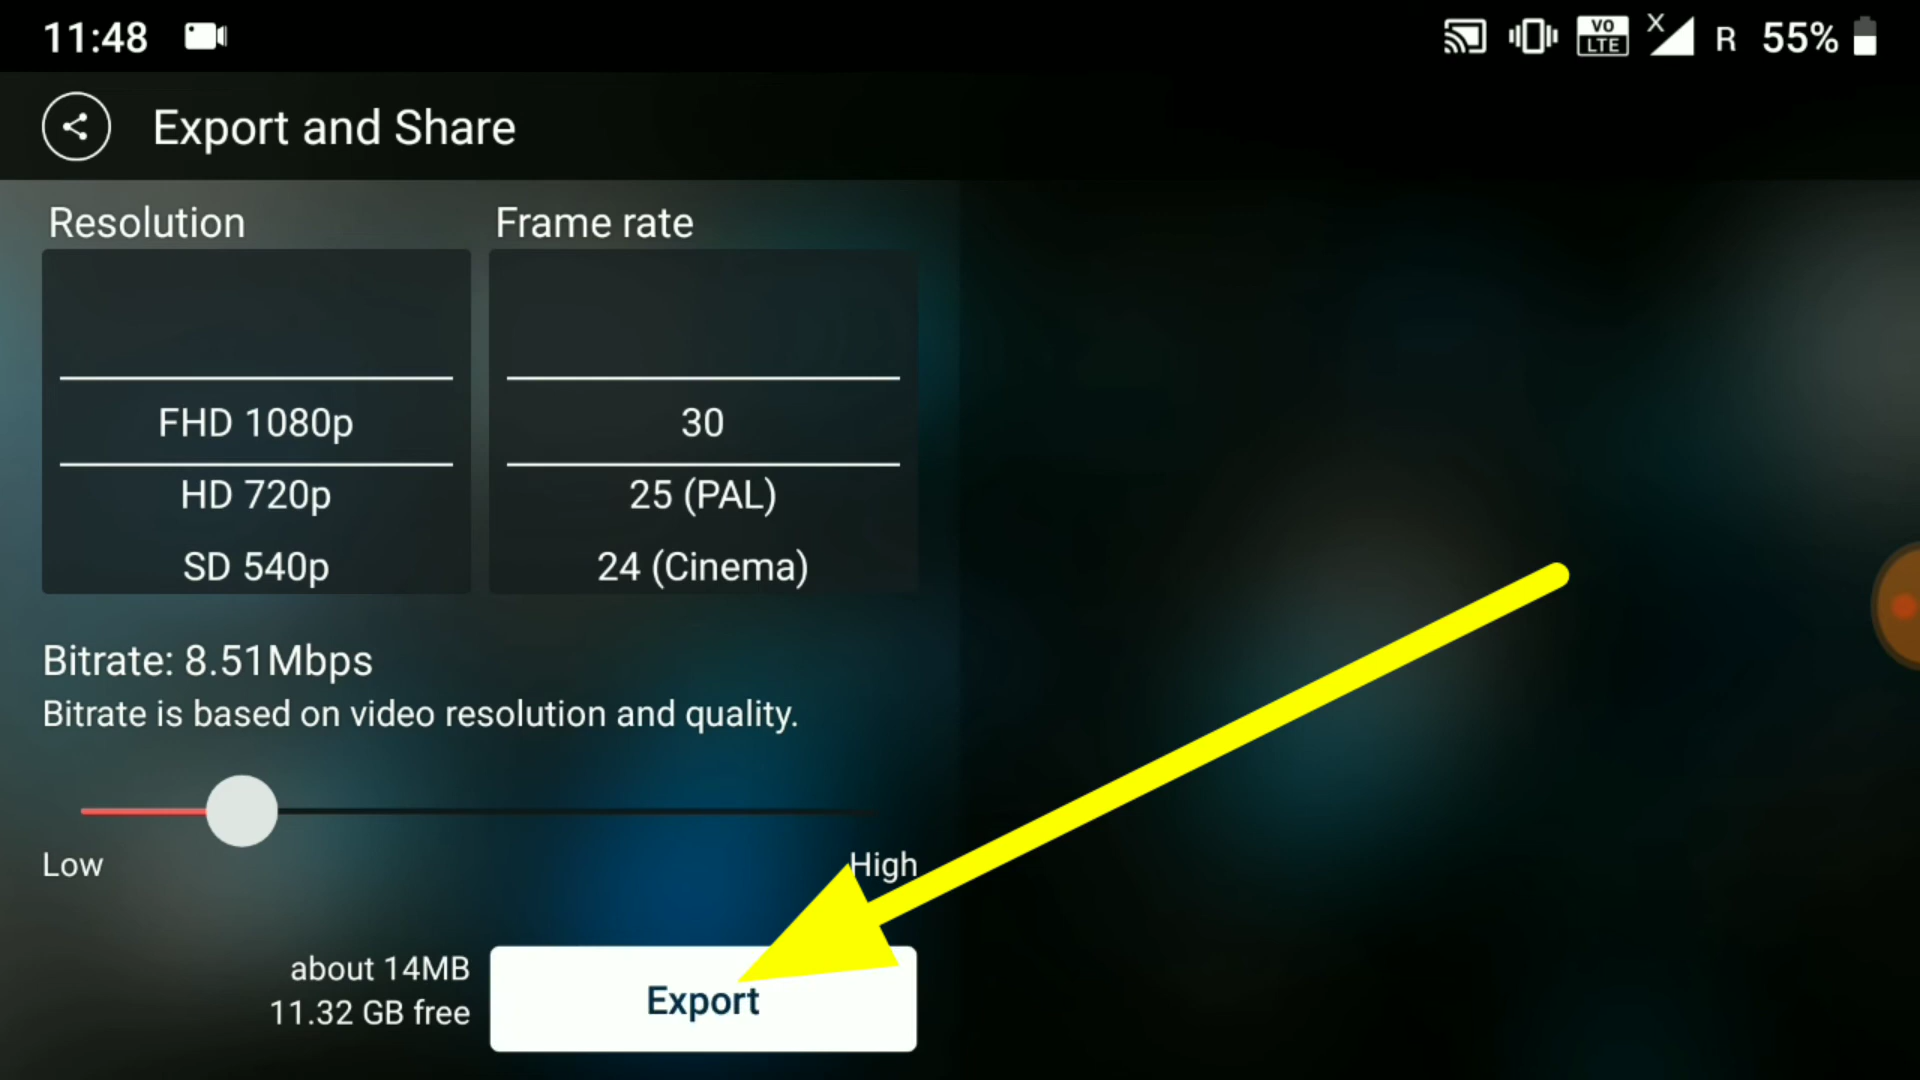 11:48
VO LTE X R 55%
Export and Share
Resolution
Frame rate
FHD 1080p
30
HD 720p
25 (PAL)
SD 540p
24 (Cinema)
Bitrate: 8.51Mbps
Bitrate is based on video resolution and quality.
Low
High
about 14MB
11.32 GB free
Export